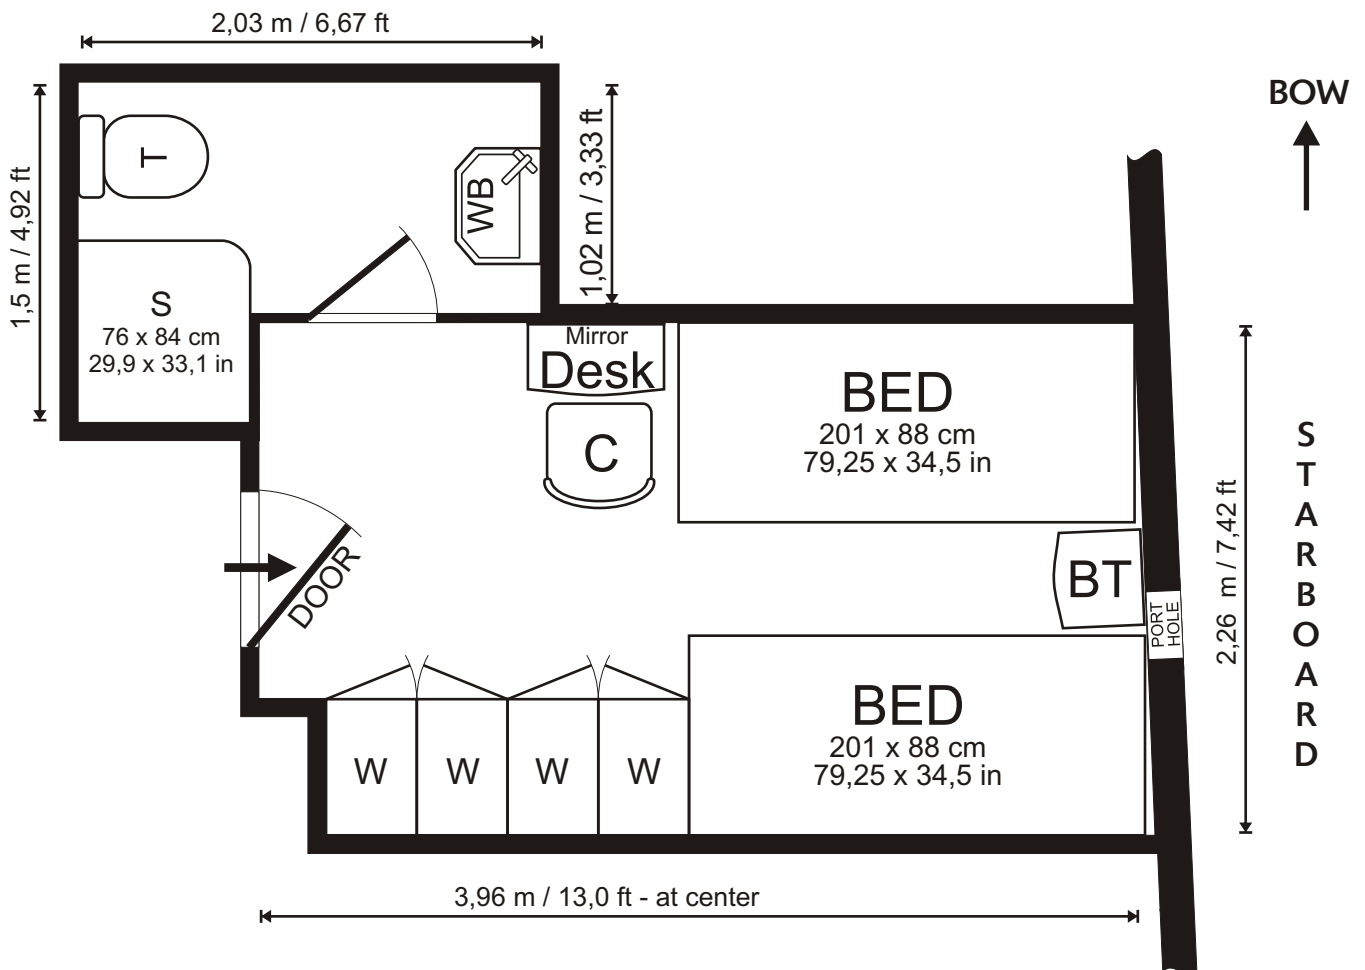 2,03 m / 6,67 ft
BOW
1,5 m / 4,92 ft
T
WB
1,02 m / 3,33 ft
S
76 x 84 cm
29,9 x 33,1 in
Mirror
Desk
C
BED
201 x 88 cm
79,25 x 34,5 in
STARBOARD
2,26 m / 7,42 ft
DOOR
BT
PORT
HOLE
W W W W
BED
201 x 88 cm
79,25 x 34,5 in
3,96 m / 13,0 ft - at center